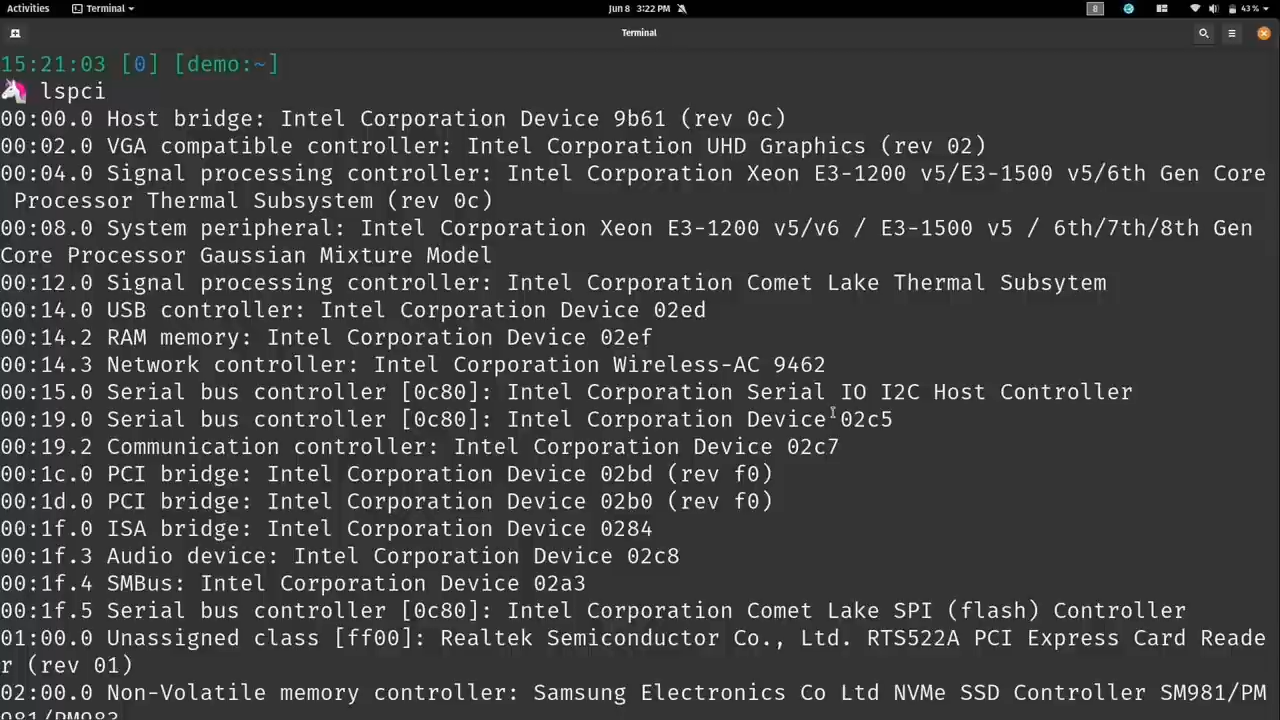 Activities Terminal Jun 8 3:22 PM 8 43 %
Terminal
15:21:03 [0] [demo:~]
lspci
00:00.0 Host bridge: Intel Corporation Device 9b61 (rev 0c)
00:02.0 VGA compatible controller: Intel Corporation UHD Graphics (rev 02)
00:04.0 Signal processing controller: Intel Corporation Xeon E3-1200 v5/E3-1500 v5/6th Gen Core
Processor Thermal Subsystem (rev 0c)
00:08.0 System peripheral: Intel Corporation Xeon E3-1200 v5/v6 / E3-1500 v5 / 6th/7th/8th Gen
Core Processor Gaussian Mixture Model
00:12.0 Signal processing controller: Intel Corporation Comet Lake Thermal Subsytem
00:14.0 USB controller: Intel Corporation Device 02ed
00:14.2 RAM memory: Intel Corporation Device 02ef
00:14.3 Network controller: Intel Corporation Wireless-AC 9462
00:15.0 Serial bus controller [0c80]: Intel Corporation Serial IO I2C Host Controller
00:19.0 Serial bus controller [0c80]: Intel Corporation Device 02c5
00:19.2 Communication controller: Intel Corporation Device 02c7
00:1c.0 PCI bridge: Intel Corporation Device 02bd (rev f0)
00:1d.0 PCI bridge: Intel Corporation Device 02b0 (rev f0)
00:1f.0 ISA bridge: Intel Corporation Device 0284
00:1f.3 Audio device: Intel Corporation Device 02c8
00:1f.4 SMBus: Intel Corporation Device 02a3
00:1f.5 Serial bus controller [0c80]: Intel Corporation Comet Lake SPI (flash) Controller
01:00.0 Unassigned class [ff00]: Realtek Semiconductor Co., Ltd. RTS522A PCI Express Card Reade
r (rev 01)
02:00.0 Non-Volatile memory controller: Samsung Electronics Co Ltd NVMe SSD Controller SM981/PM
981/PM983